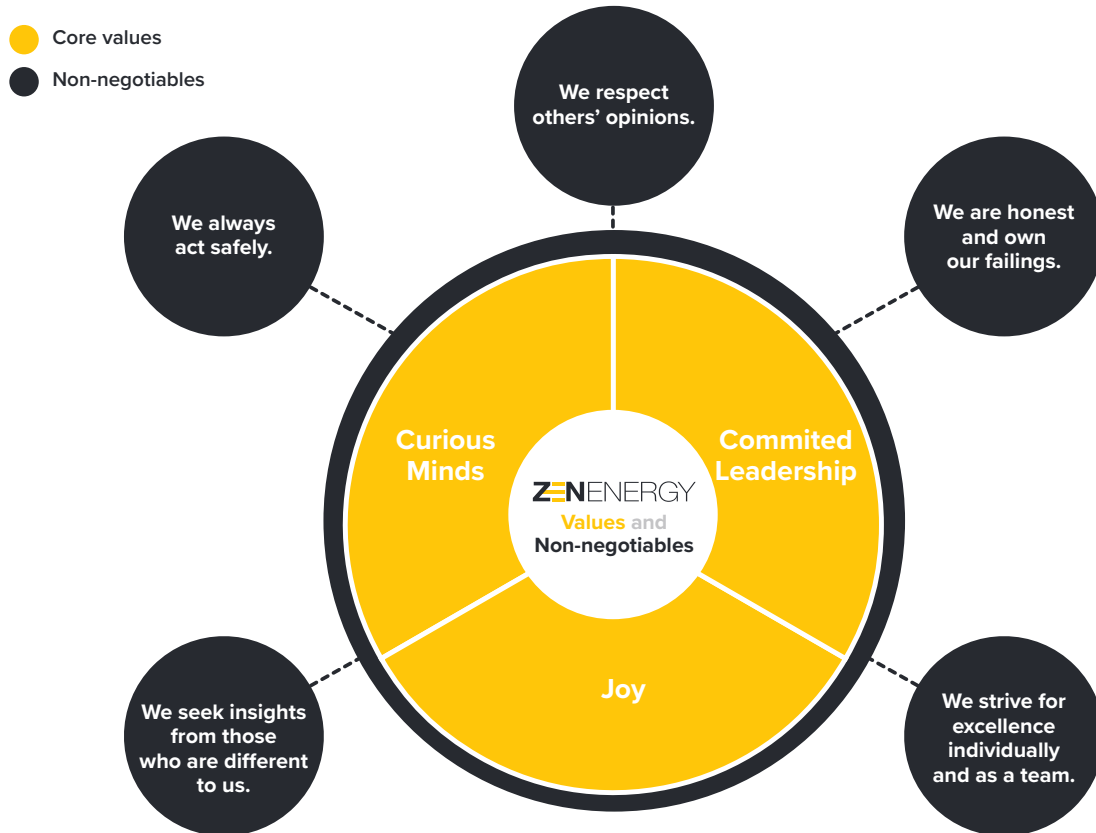 Core values
Non-negotiables
We respect
others’ opinions.
We always
act safely.
We are honest
and own
our failings.
Curious
Minds
Commited
Leadership
ZENENERGY
Values and
Non-negotiables
Joy
We seek insights
from those
who are different
to us.
We strive for
excellence
individually
and as a team.